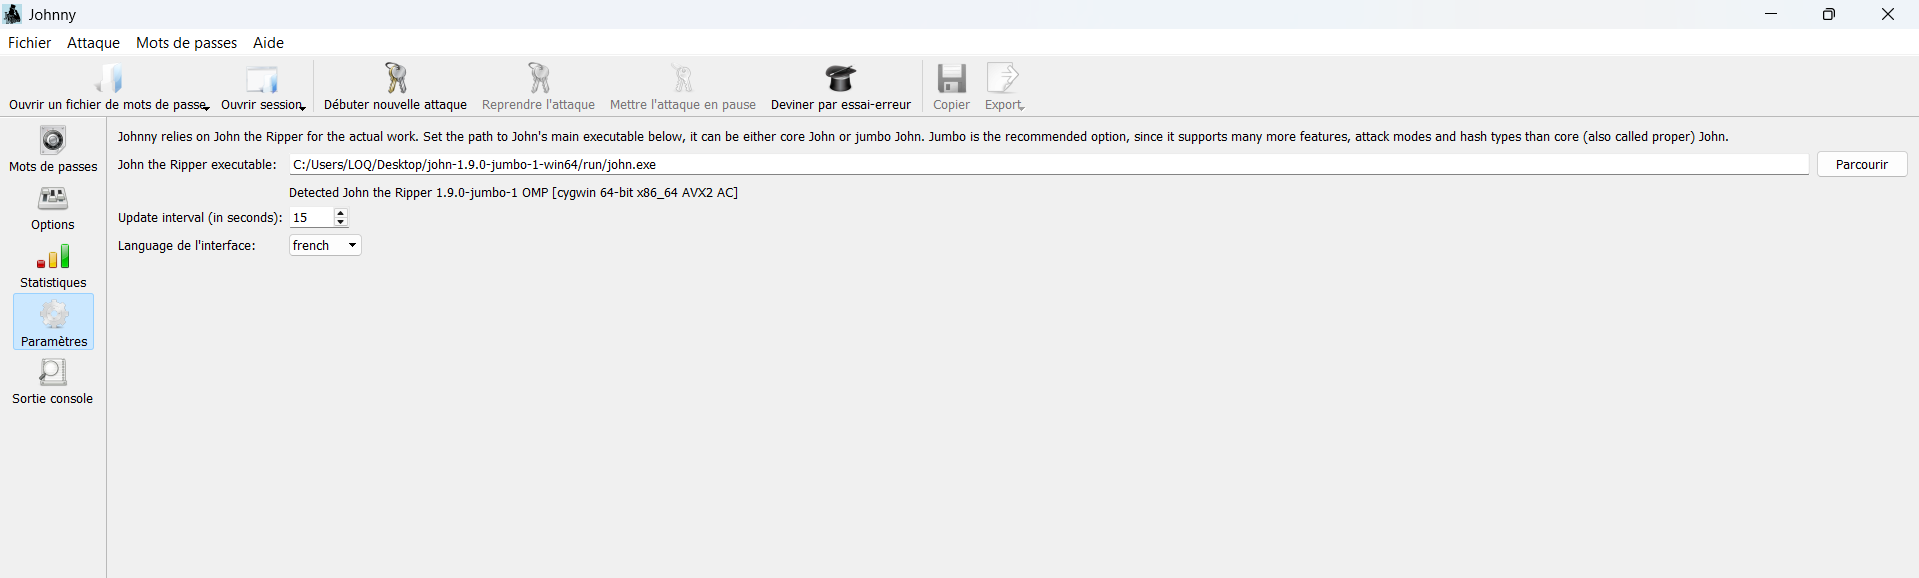 Johnny
Fichier Attaque Mots de passes Aide
Ouvrir un fichier de mots de passe Ouvrir session Débuter nouvelle attaque Reprendre l'attaque Mettre l'attaque en pause Deviner par essai-erreur Copier Export
Mots de passes
Options
Statistiques
Paramètres
Sortie console
Johnny relies on John the Ripper for the actual work. Set the path to John's main executable below, it can be either core John or jumbo John. Jumbo is the recommended option, since it supports many more features, attack modes and hash types than core (also called proper) John.
John the Ripper executable: C:/Users/LOQ/Desktop/john-1.9.0-jumbo-1-win64/run/john.exe Parcourir
Detected John the Ripper 1.9.0-jumbo-1 OMP [cygwin 64-bit x86_64 AVX2 AC]
Update interval (in seconds): 15
Language de l'interface: french